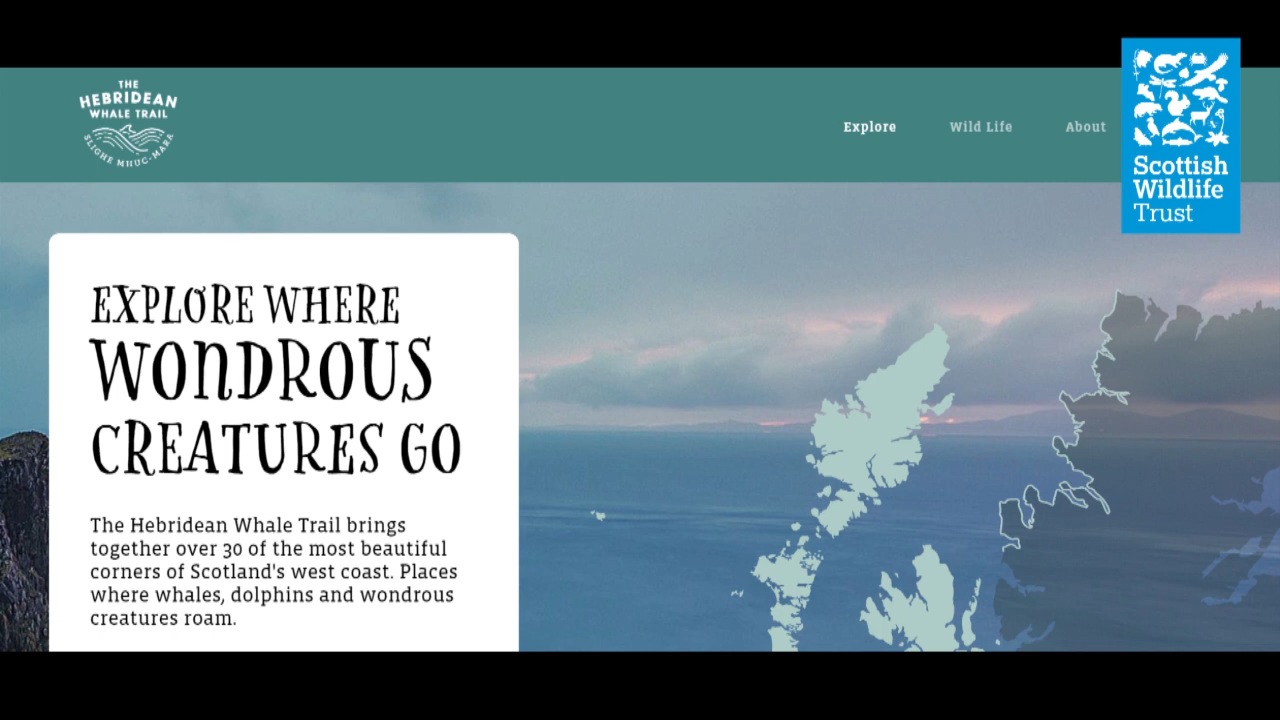 THE
HEBRIDEAN
WHALE TRAIL
SLIGHE MHUC-MARA
Explore
Wild Life
About
Scottish
Wildlife
Trust
EXPLORE WHERE
WONDROUS
CREATURES GO
The Hebridean Whale Trail brings
together over 30 of the most beautiful
corners of Scotland's west coast. Places
where whales, dolphins and wondrous
creatures roam.